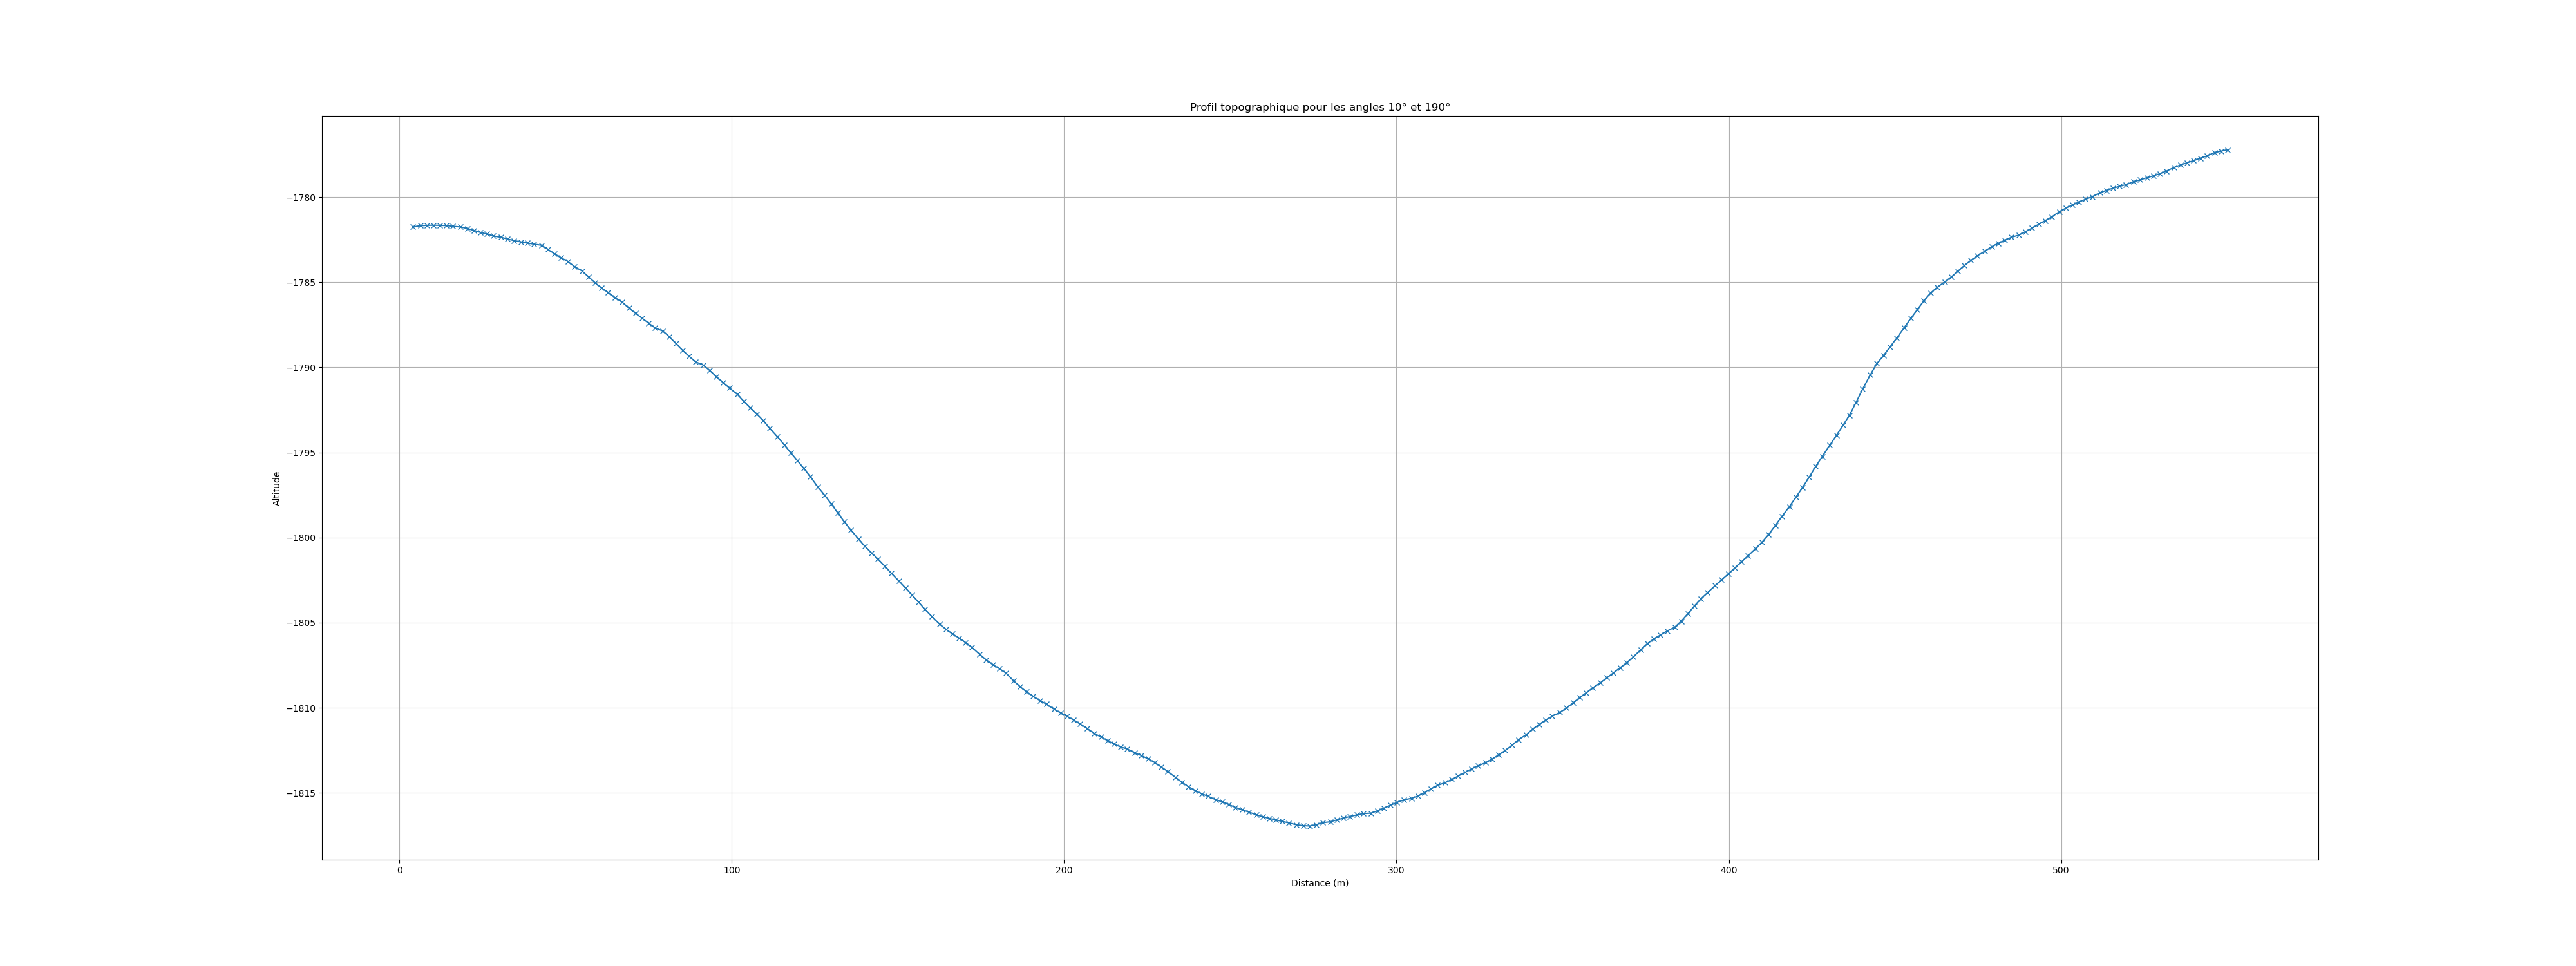 Profil topographique pour les angles 10° et 190°
−1780
−1785
−1790
−1795
−1800
−1805
−1810
−1815
Altitude
0 100 200 300 400 500
Distance (m)